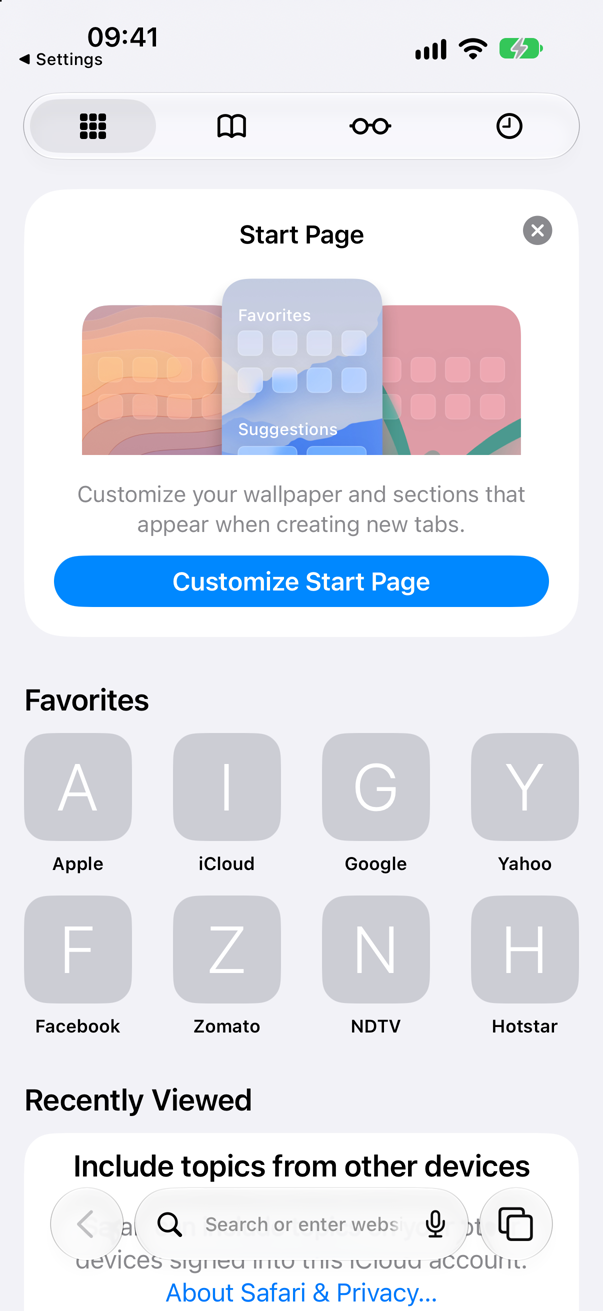 09:41
Settings
Start Page
Favorites
Suggestions
Customize your wallpaper and sections that
appear when creating new tabs.
Customize Start Page
Favorites
A
I
G
Y
Apple
iCloud
Google
Yahoo
F
Z
N
H
Facebook
Zomato
NDTV
Hotstar
Recently Viewed
Include topics from other devices
Search or enter webs
devices signed into this iCloud account.
About Safari & Privacy...